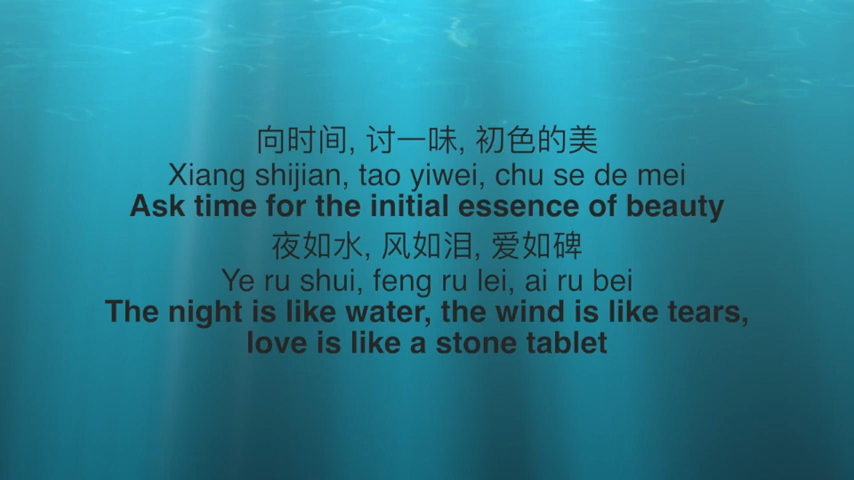 向时间, 讨一味, 初色的美
Xiang shijian, tao yiwei, chu se de mei
Ask time for the initial essence of beauty
夜如水, 风如泪, 爱如碑
Ye ru shui, feng ru lei, ai ru bei
The night is like water, the wind is like tears,
love is like a stone tablet